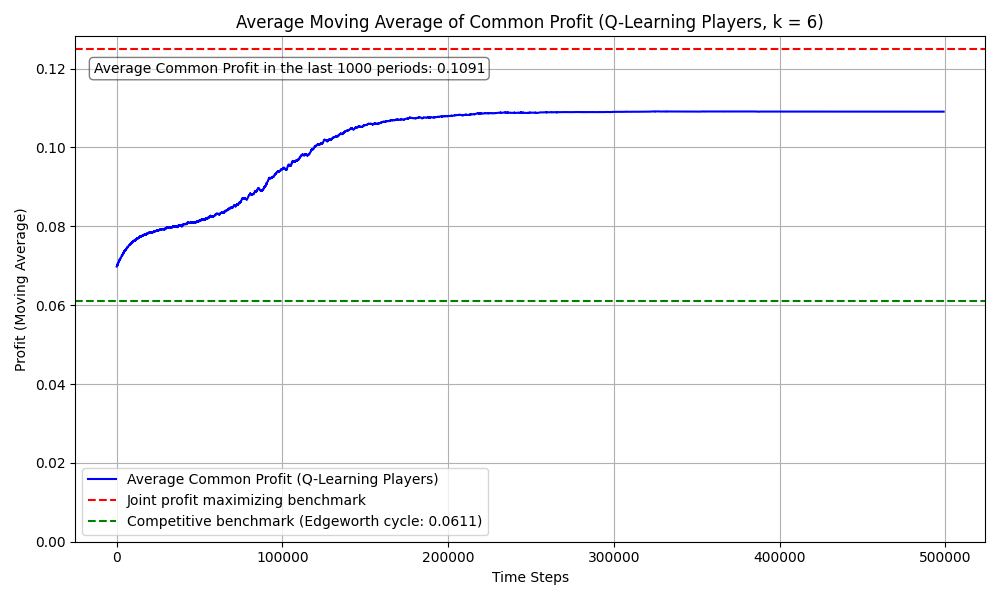 Average Moving Average of Common Profit (Q-Learning Players, k = 6)
Average Common Profit in the last 1000 periods: 0.1091
Profit (Moving Average)
0.12
0.10
0.08
0.06
0.04
0.02
0.00
Average Common Profit (Q-Learning Players)
Joint profit maximizing benchmark
Competitive benchmark (Edgeworth cycle: 0.0611)
0 100000 200000 300000 400000 500000
Time Steps